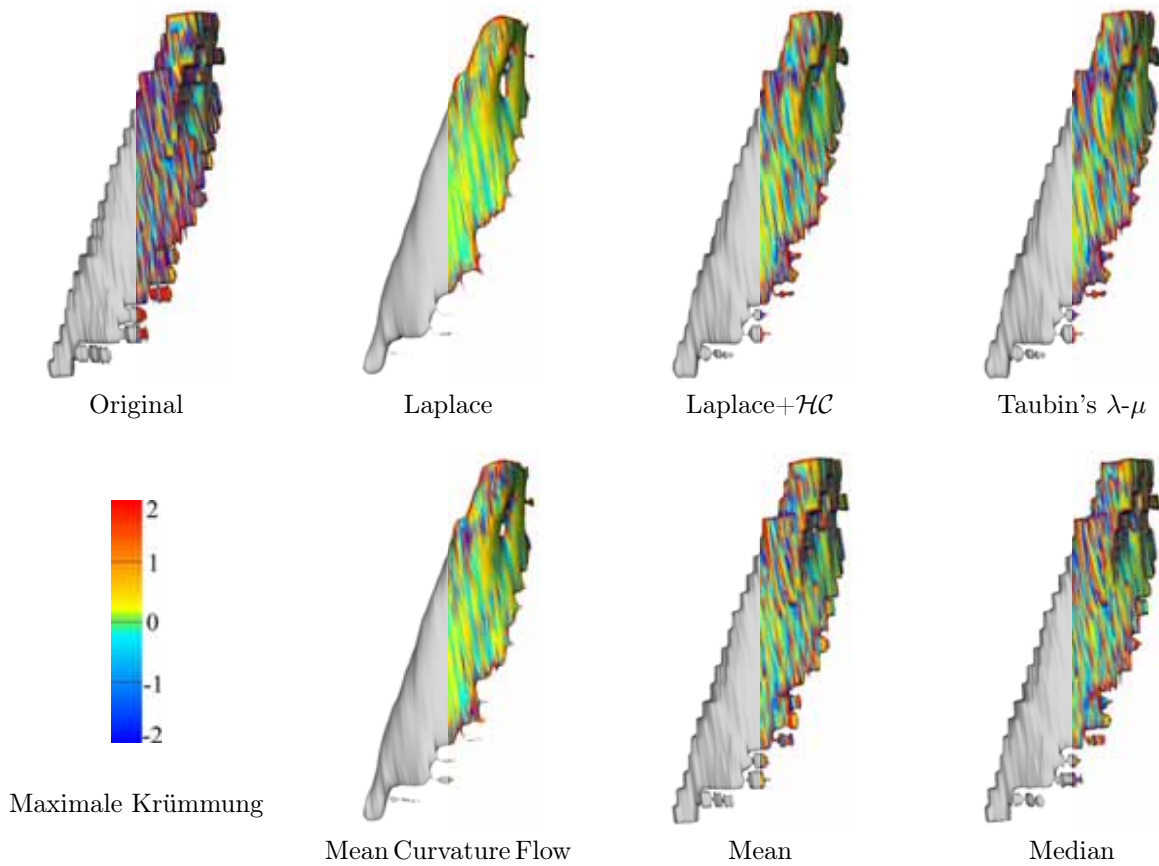 Original
Laplace
Laplace+HC
Taubin's λ-μ
2
1
0
-1
-2
Maximale Krümmung
Mean Curvature Flow
Mean
Median